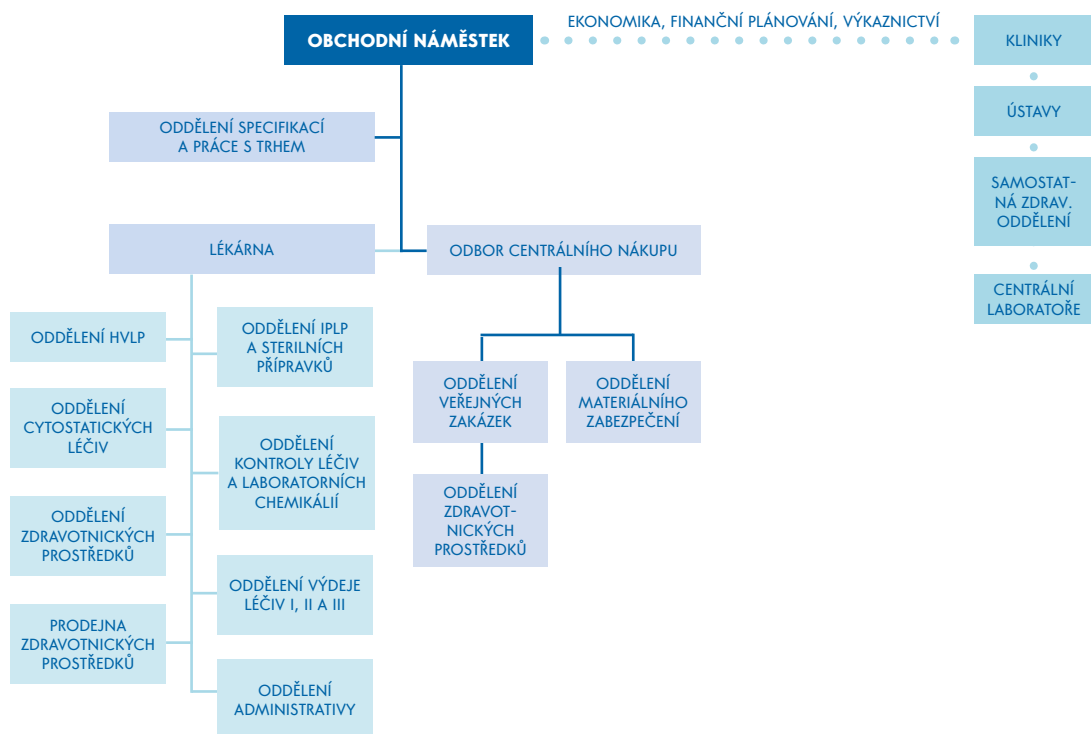 EKONOMIKA, FINANČNÍ PLÁNOVÁNÍ, VÝKAZNICTVÍ
OBCHODNÍ NÁMĚSTEK
KLINIKY
ÚSTAVY
SAMOSTAT-
NÁ ZDRAV.
ODDĚLENÍ
CENTRÁLNÍ
LABORATOŘE
ODDĚLENÍ SPECIFIKACÍ
A PRÁCE S TRHEM
LÉKÁRNA
ODBOR CENTRÁLNÍHO NÁKUPU
ODDĚLENÍ HVLP
ODDĚLENÍ IPLP
A STERILNÍCH
PŘÍPRAVKŮ
ODDĚLENÍ
CYTOSTATICKÝCH
LÉČIV
ODDĚLENÍ
KONTROLY LÉČIV
A LABORATORNÍCH
CHEMIKÁLIÍ
ODDĚLENÍ
ZDRAVOTNICKÝCH
PROSTŘEDKŮ
ODDĚLENÍ VÝDEJE
LÉČIV I, II A III
PRODEJNA
ZDRAVOTNICKÝCH
PROSTŘEDKŮ
ODDĚLENÍ
ADMINISTRATIVY
ODDĚLENÍ
VEŘEJNÝCH
ZAKÁZEK
ODDĚLENÍ
MATERIÁLNÍHO
ZABEZPEČENÍ
ODDĚLENÍ
ZDRAVOT-
NICKÝCH
PROSTŘEDKŮ